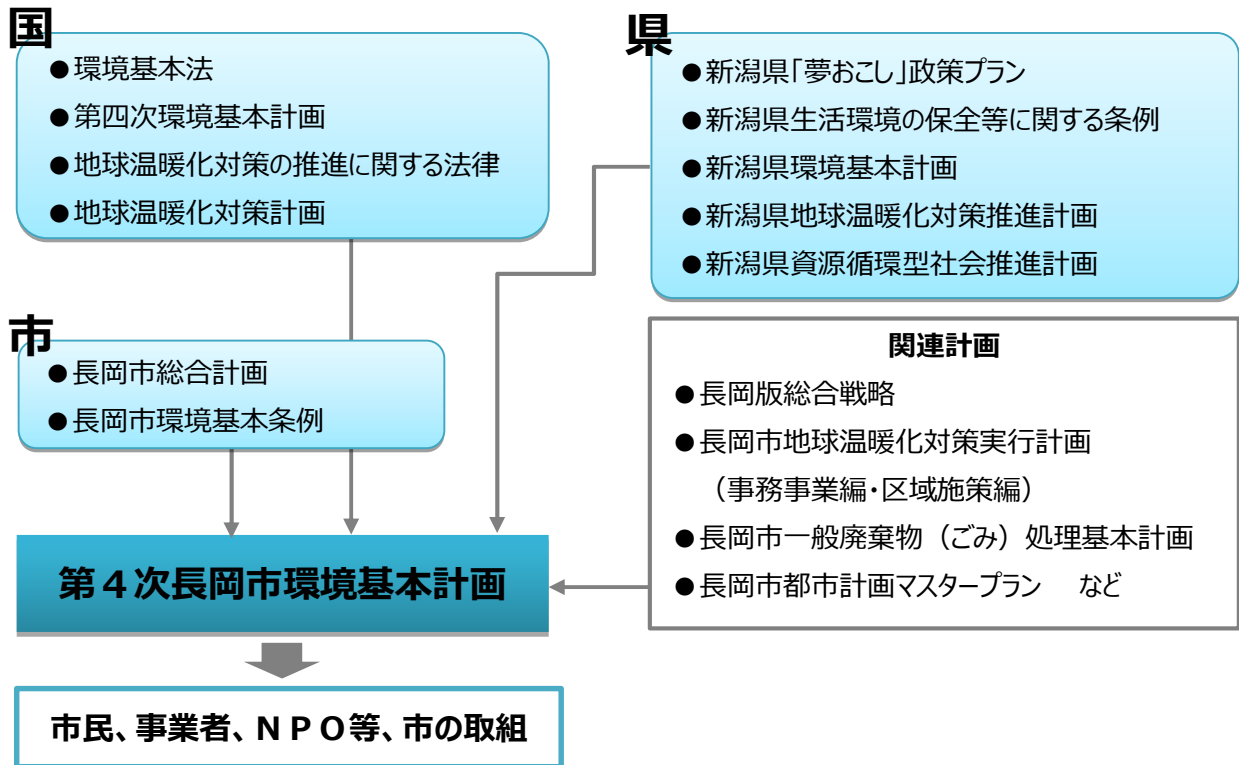 国
●環境基本法
●第四次環境基本計画
●地球温暖化対策の推進に関する法律
●地球温暖化対策計画
県
●新潟県「夢おこし」政策プラン
●新潟県生活環境の保全等に関する条例
●新潟県環境基本計画
●新潟県地球温暖化対策推進計画
●新潟県資源循環型社会推進計画
市
●長岡市総合計画
●長岡市環境基本条例
関連計画
●長岡版総合戦略
●長岡市地球温暖化対策実行計画
（事務事業編・区域施策編）
●長岡市一般廃棄物（ごみ）処理基本計画
●長岡市都市計画マスタープラン　など
第４次長岡市環境基本計画
市民、事業者、ＮＰＯ等、市の取組